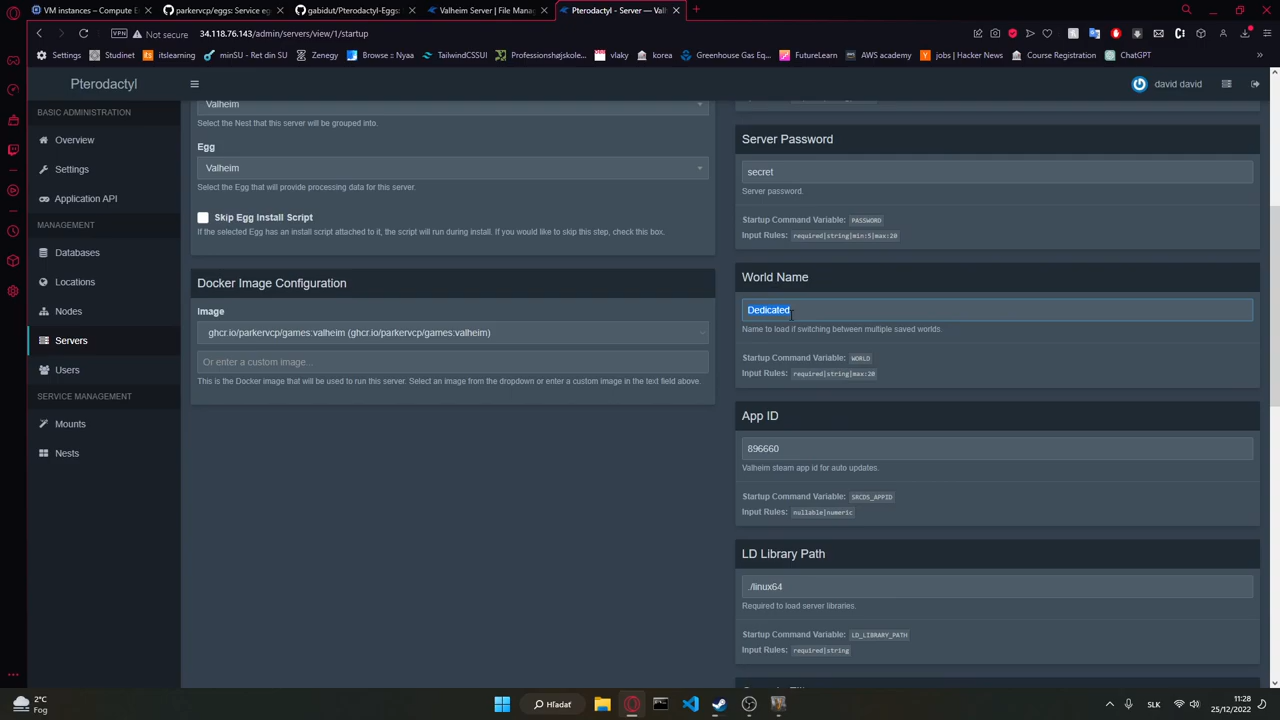 VM instances – Compute E
gabidut/Pterodactyl-Serv
Valheim | Server | File Manag
Pterodactyl – Server — Vali
VPN
Not secure
34.118.76.143/admin/servers/view/1/startup
Settings
Studinet
itslearning
minSU - Ret din SU
Zenegy
Backend
TailwindCSSUI
vlaky
korea
FutureLearn
AWS academy
jobs | Hacker News
Course Registration
ChatGPT
Pterodactyl
david david
BASIC ADMINISTRATION
Overview
Settings
Application API
MANAGEMENT
Databases
Locations
Nodes
Servers
Users
SERVICE MANAGEMENT
Mounts
Nests
Valheim
Select the Nest that this server will be grouped into.
Egg
Valheim
Select the Egg that will provide processing data for this server.
Skip Egg Install Script
If the selected Egg has an install script attached to it, the script will run during install. If you would like to skip this step, check this box.
Docker Image Configuration
Image
ghcr.io/parkervcp/games:valheim (ghcr.io/parkervcp/games:valheim)
Or enter a custom image...
This is the Docker image that will be used to run this server. Select an image from the dropdown or enter a custom image in the text field above.
Server Password
secret
Server password.
Startup Command Variable: PASSWORD
Input Rules: required|string|min:5|max:20
World Name
Dedicated
Name to load if switching between multiple saved worlds.
Startup Command Variable: WORLD
Input Rules: required|string|max:20
App ID
896660
Valheim steam app id for auto updates.
Startup Command Variable: SRCDS_APPID
Input Rules: nullable|numeric
LD Library Path
./linux64
Required to load server libraries.
Startup Command Variable: LD_LIBRARY_PATH
Input Rules: required|string
2°C
Fog
Hľadať
SLK
11:28
25/12/2022